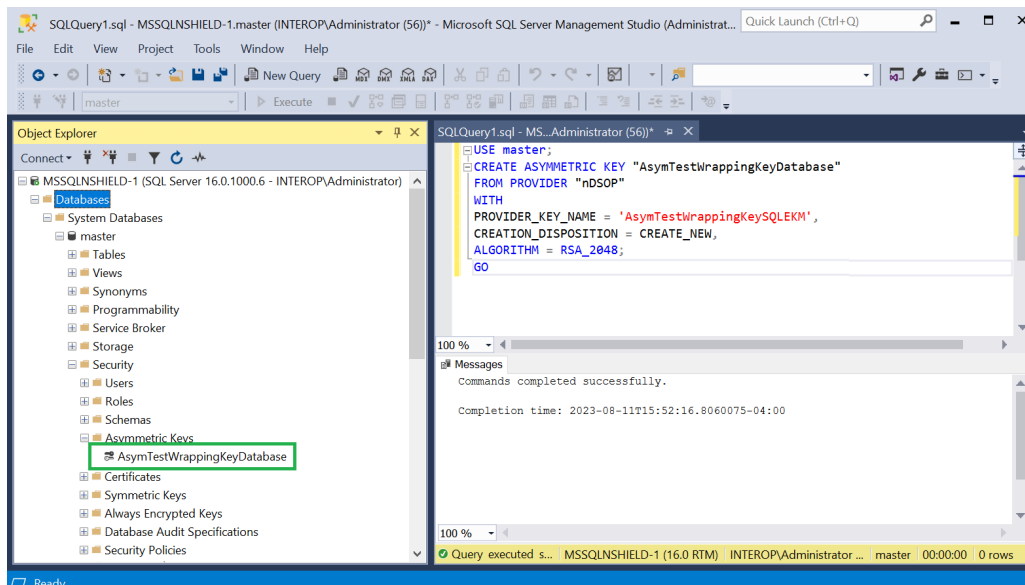 SQLQuery1.sql - MSSQLNSHIELD-1.master (INTEROP\Administrator (56))* - Microsoft SQL Server Management Studio (Administrat...
Quick Launch (Ctrl+Q)
File Edit View Project Tools Window Help
New Query MDX DMX XMLA DAX
master Execute
Object Explorer
Connect
MSSQLNSHIELD-1 (SQL Server 16.0.1000.6 - INTEROP\Administrator)
Databases
System Databases
master
Tables
Views
Synonyms
Programmability
Service Broker
Storage
Security
Users
Roles
Schemas
Asymmetric Keys
AsymTestWrappingKeyDatabase
Certificates
Symmetric Keys
Always Encrypted Keys
Database Audit Specifications
Security Policies
SQLQuery1.sql - MS...Administrator (56))*
USE master;
CREATE ASYMMETRIC KEY "AsymTestWrappingKeyDatabase"
FROM PROVIDER "nDSOP"
WITH
PROVIDER_KEY_NAME = 'AsymTestWrappingKeySQLEKM',
CREATION_DISPOSITION = CREATE_NEW,
ALGORITHM = RSA_2048;
GO
100 %
Messages
Commands completed successfully.
Completion time: 2023-08-11T15:52:16.8060075-04:00
100 %
Query executed s... MSSQLNSHIELD-1 (16.0 RTM) INTEROP\Administrator ... master 00:00:00 0 rows
Ready